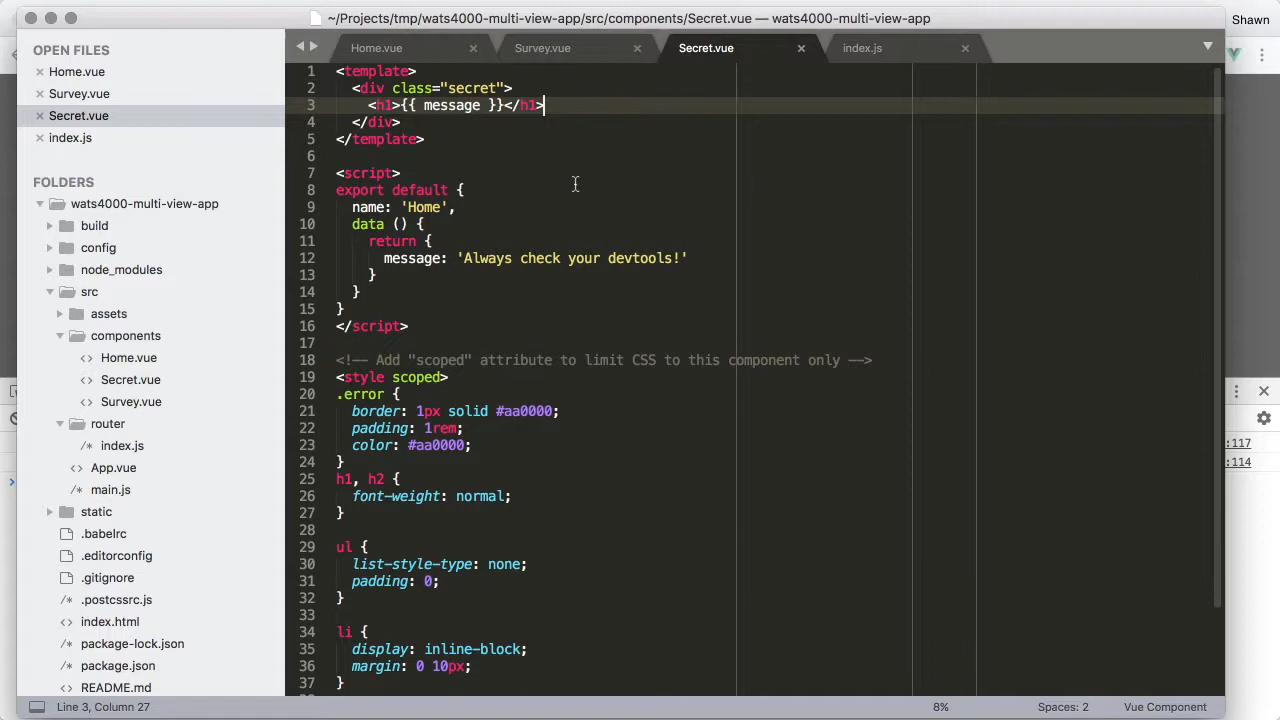 ~/Projects/tmp/wats4000-multi-view-app/src/components/Secret.vue — wats4000-multi-view-app
Shawn
OPEN FILES
Home.vue
Survey.vue
Secret.vue
index.js
FOLDERS
wats4000-multi-view-app
build
config
node_modules
src
assets
components
Home.vue
Secret.vue
Survey.vue
router
index.js
App.vue
main.js
static
.babelrc
.editorconfig
.gitignore
.postcssrc.js
index.html
package-lock.json
package.json
README.md
Home.vue
Survey.vue
Secret.vue
index.js
1 <template>
2 <div class="secret">
3 <h1>{{ message }}</h1>
4 </div>
5 </template>
6
7 <script>
8 export default {
9 name: 'Home',
10 data () {
11 return {
12 message: 'Always check your devtools!'
13 }
14 }
15 }
16 </script>
17
18 <!-- Add "scoped" attribute to limit CSS to this component only -->
19 <style scoped>
20 .error {
21 border: 1px solid #aa0000;
22 padding: 1rem;
23 color: #aa0000;
24 }
25 h1, h2 {
26 font-weight: normal;
27 }
28
29 ul {
30 list-style-type: none;
31 padding: 0;
32 }
33
34 li {
35 display: inline-block;
36 margin: 0 10px;
37 }
:117
:114
Line 3, Column 27
8%
Spaces: 2
Vue Component